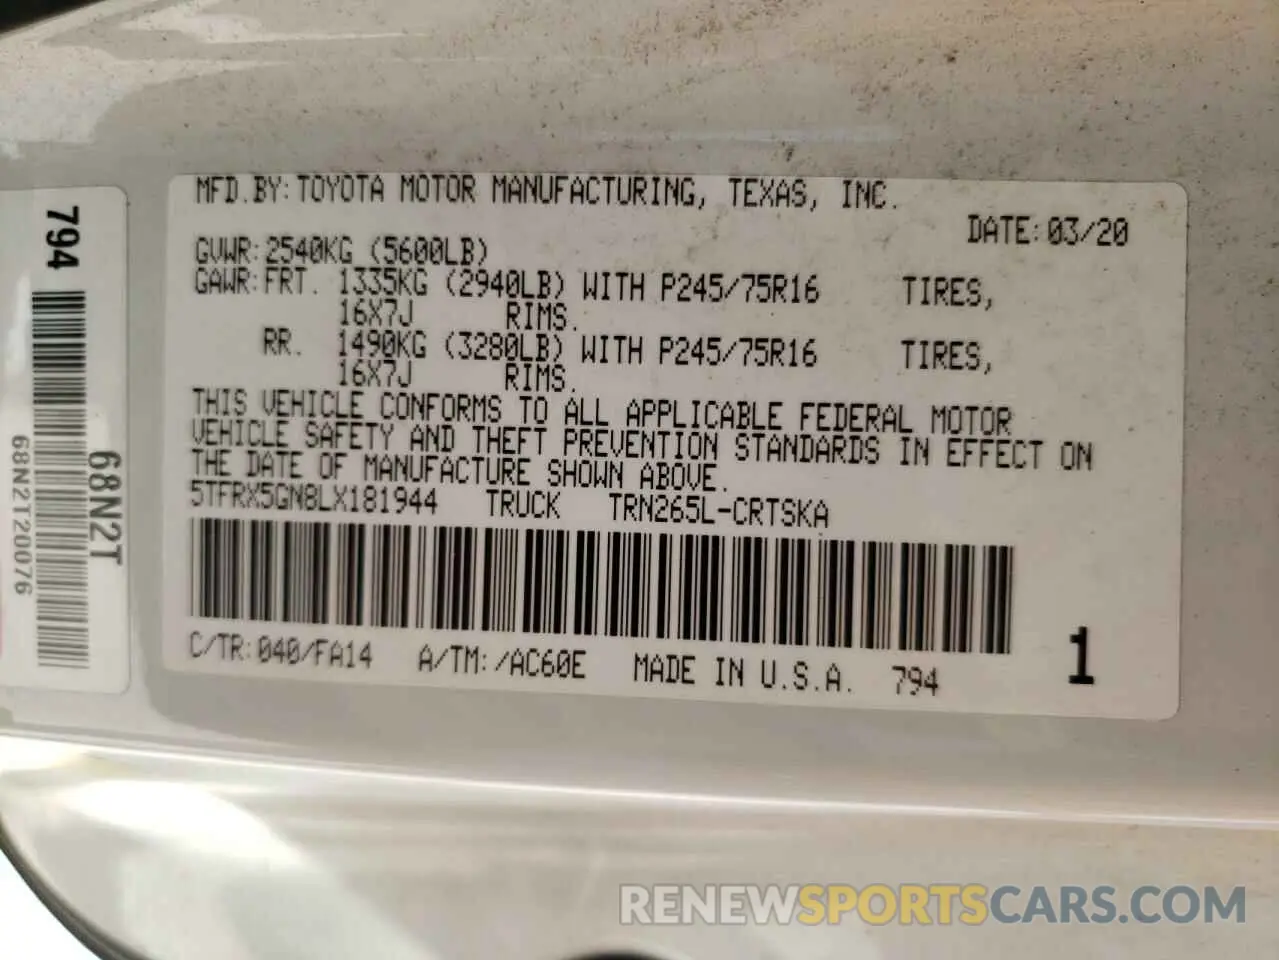 MFD.BY:TOYOTA MOTOR MANUFACTURING, TEXAS, INC.
DATE:03/20
GVWR:2540KG (5600LB)
GAWR:FRT. 1335KG (2940LB) WITH P245/75R16 TIRES,
16X7J RIMS.
RR. 1490KG (3280LB) WITH P245/75R16 TIRES,
16X7J RIMS.
THIS VEHICLE CONFORMS TO ALL APPLICABLE FEDERAL MOTOR
VEHICLE SAFETY AND THEFT PREVENTION STANDARDS IN EFFECT ON
THE DATE OF MANUFACTURE SHOWN ABOVE.
5TFRX5GN8LX181944 TRUCK TRN265L-CRTSKA
C/TR:040/FA14 A/TM:/AC60E MADE IN U.S.A. 794
1
794
68N2T
68N2T20076
RENEWSPORTSCARS.COM